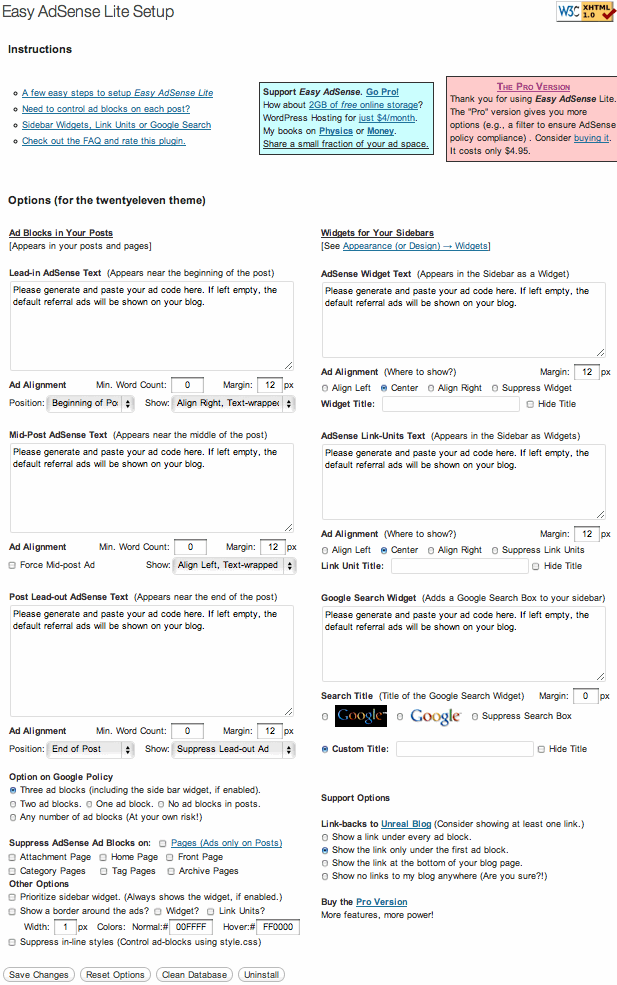 Easy AdSense Lite Setup
W3C XHTML 1.0
Instructions
A few easy steps to setup Easy AdSense Lite
Need to control ad blocks on each post?
Sidebar Widgets, Link Units or Google Search
Check out the FAQ and rate this plugin.
Support Easy AdSense. Go Pro!
How about 2GB of free online storage?
WordPress Hosting for just $4/month.
My books on Physics or Money.
Share a small fraction of your ad space.
The Pro Version
Thank you for using Easy AdSense Lite.
The "Pro" version gives you more
options (e.g., a filter to ensure AdSense
policy compliance) . Consider buying it.
It costs only $4.95.
Options (for the twentyeleven theme)
Ad Blocks in Your Posts
[Appears in your posts and pages]
Lead-in AdSense Text (Appears near the beginning of the post)
Please generate and paste your ad code here. If left empty, the
default referral ads will be shown on your blog.
Ad Alignment Min. Word Count: 0 Margin: 12 px
Position: Beginning of Po Show: Align Right, Text-wrapped
Mid-Post AdSense Text (Appears near the middle of the post)
Please generate and paste your ad code here. If left empty, the
default referral ads will be shown on your blog.
Ad Alignment Min. Word Count: 0 Margin: 12 px
Force Mid-post Ad Show: Align Left, Text-wrapped
Post Lead-out AdSense Text (Appears near the end of the post)
Please generate and paste your ad code here. If left empty, the
default referral ads will be shown on your blog.
Ad Alignment Min. Word Count: 0 Margin: 12 px
Position: End of Post Show: Suppress Lead-out Ad
Option on Google Policy
Three ad blocks (including the side bar widget, if enabled).
Two ad blocks. One ad block. No ad blocks in posts.
Any number of ad blocks (At your own risk!)
Suppress AdSense Ad Blocks on: Pages (Ads only on Posts)
Attachment Page Home Page Front Page
Category Pages Tag Pages Archive Pages
Other Options
Prioritize sidebar widget. (Always shows the widget, if enabled.)
Show a border around the ads? Widget? Link Units?
Width: 1 px Colors: Normal:# 00FFFF Hover:# FF0000
Suppress in-line styles (Control ad-blocks using style.css)
Widgets for Your Sidebars
[See Appearance (or Design) → Widgets]
AdSense Widget Text (Appears in the Sidebar as a Widget)
Please generate and paste your ad code here. If left empty, the
default referral ads will be shown on your blog.
Ad Alignment (Where to show?) Margin: 12 px
Align Left Center Align Right Suppress Widget
Widget Title: Hide Title
AdSense Link-Units Text (Appears in the Sidebar as Widgets)
Please generate and paste your ad code here. If left empty, the
default referral ads will be shown on your blog.
Ad Alignment (Where to show?) Margin: 12 px
Align Left Center Align Right Suppress Link Units
Link Unit Title: Hide Title
Google Search Widget (Adds a Google Search Box to your sidebar)
Please generate and paste your ad code here. If left empty, the
default referral ads will be shown on your blog.
Search Title (Title of the Google Search Widget) Margin: 0 px
Google Google Suppress Search Box
Custom Title: Hide Title
Support Options
Link-backs to Unreal Blog (Consider showing at least one link.)
Show a link under every ad block.
Show the link only under the first ad block.
Show the link at the bottom of your blog page.
Show no links to my blog anywhere (Are you sure?!)
Buy the Pro Version
More features, more power!
Save Changes Reset Options Clean Database Uninstall